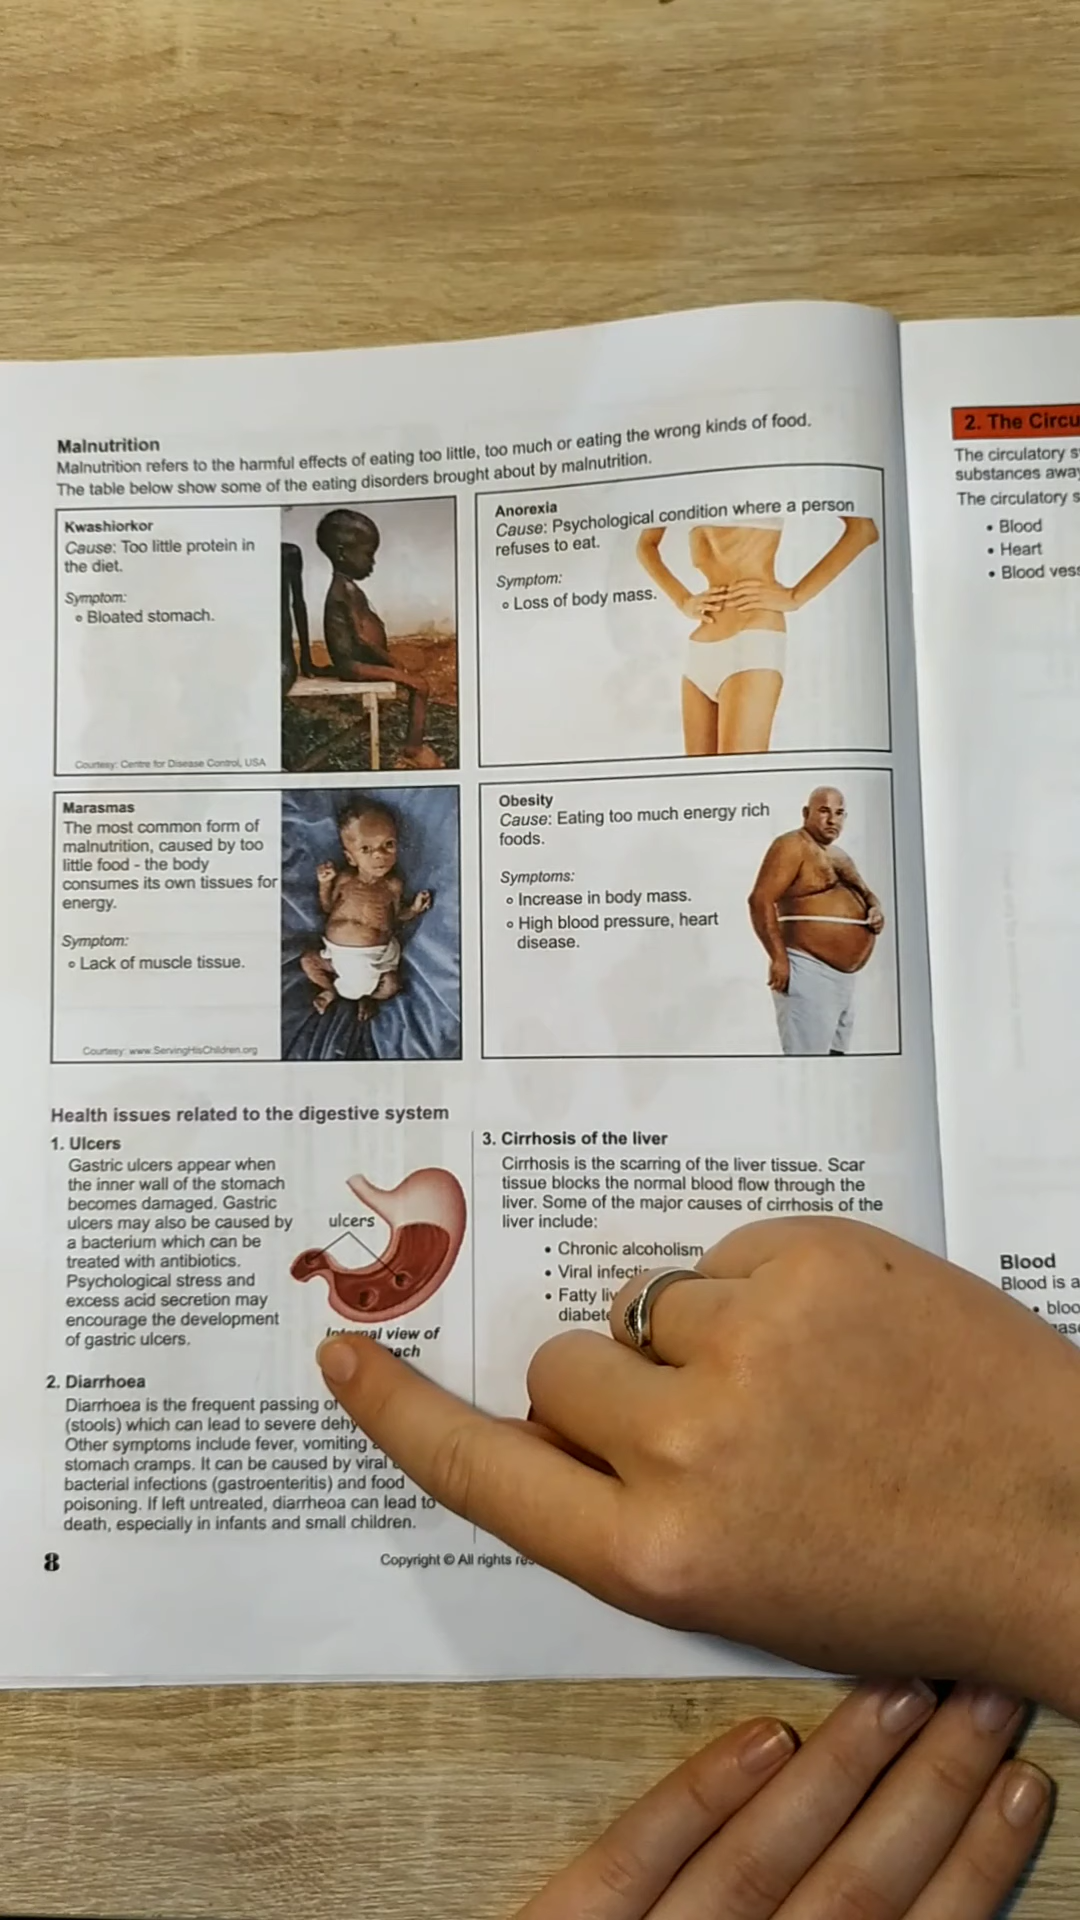 Malnutrition
Malnutrition refers to the harmful effects of eating too little, too much or eating the wrong kinds of food.
The table below show some of the eating disorders brought about by malnutrition.
Kwashiorkor
Cause: Too little protein in
the diet.
Symptom:
Bloated stomach.
Courtesy: Centre for Disease Control, USA
Anorexia
Cause: Psychological condition where a person
refuses to eat.
Symptom:
Loss of body mass.
Marasmas
The most common form of
malnutrition, caused by too
little food - the body
consumes its own tissues for
energy.
Symptom:
Lack of muscle tissue.
Courtesy: www.ServingHisChildren.org
Obesity
Cause: Eating too much energy rich
foods.
Symptoms:
Increase in body mass.
High blood pressure, heart
disease.
Health issues related to the digestive system
1. Ulcers
Gastric ulcers appear when
the inner wall of the stomach
becomes damaged. Gastric
ulcers may also be caused by
a bacterium which can be
treated with antibiotics.
Psychological stress and
excess acid secretion may
encourage the development
of gastric ulcers.
ulcers
view of
2. Diarrhoea
Diarrhoea is the frequent passing
(stools) which can lead to severe
Other symptoms include fever, vomiting
stomach cramps. It can be caused by viral
bacterial infections (gastroenteritis) and food
poisoning. If left untreated, diarrheoa can lead to
death, especially in infants and small children.
3. Cirrhosis of the liver
Cirrhosis is the scarring of the liver tissue. Scar
tissue blocks the normal blood flow through the
liver. Some of the major causes of cirrhosis of the
liver include:
• Chronic alcoholism
• Viral
• Fatty
8
Copyright © All rights
2. The Circu
The circulatory s
substances away
The circulatory s
• Blood
• Heart
• Blood vess
Blood
Blood is a